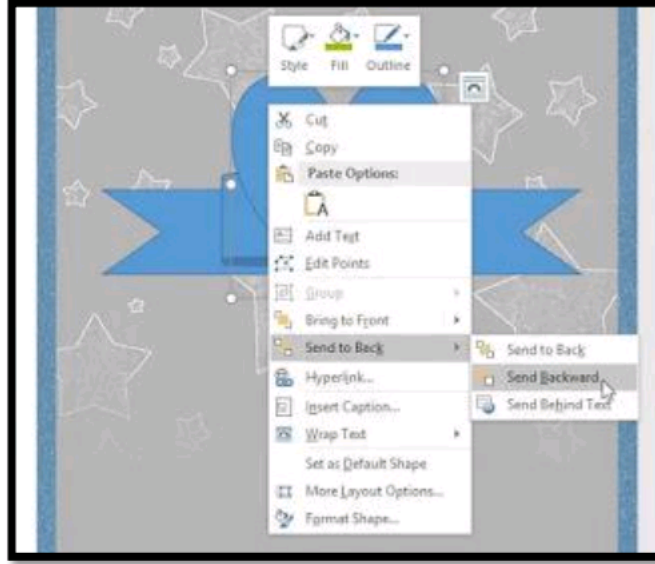 Style Fill Outline
Cut
Copy
Paste Options:
A
Add Text
Edit Points
Group
Bring to Front
Send to Back
Send to Back
Hyperlink...
Send Backward
Insert Caption...
Send Behind Text
Wrap Text
Set as Default Shape
More Layout Options...
Format Shape...